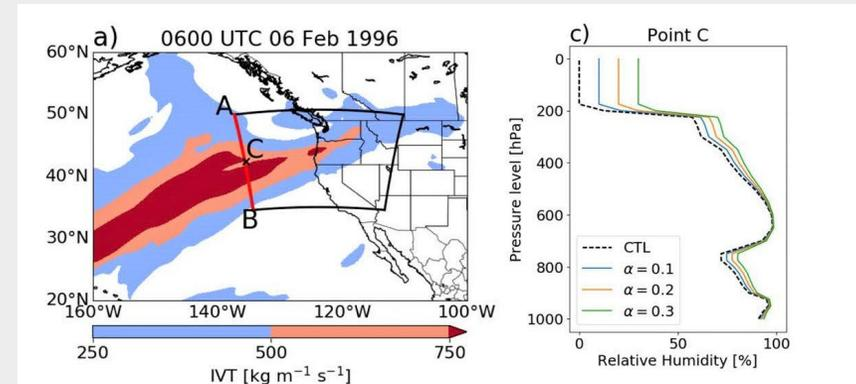 a) 0600 UTC 06 Feb 1996
60°N
50°N
40°N
30°N
20°N
A
C
B
160°W 140°W 120°W 100°W
250 500 750
IVT [kg m⁻¹ s⁻¹]
c) Point C
Pressure level [hPa]
0
200
400
600
800
1000
CTL
α = 0.1
α = 0.2
α = 0.3
0 50 100
Relative Humidity [%]